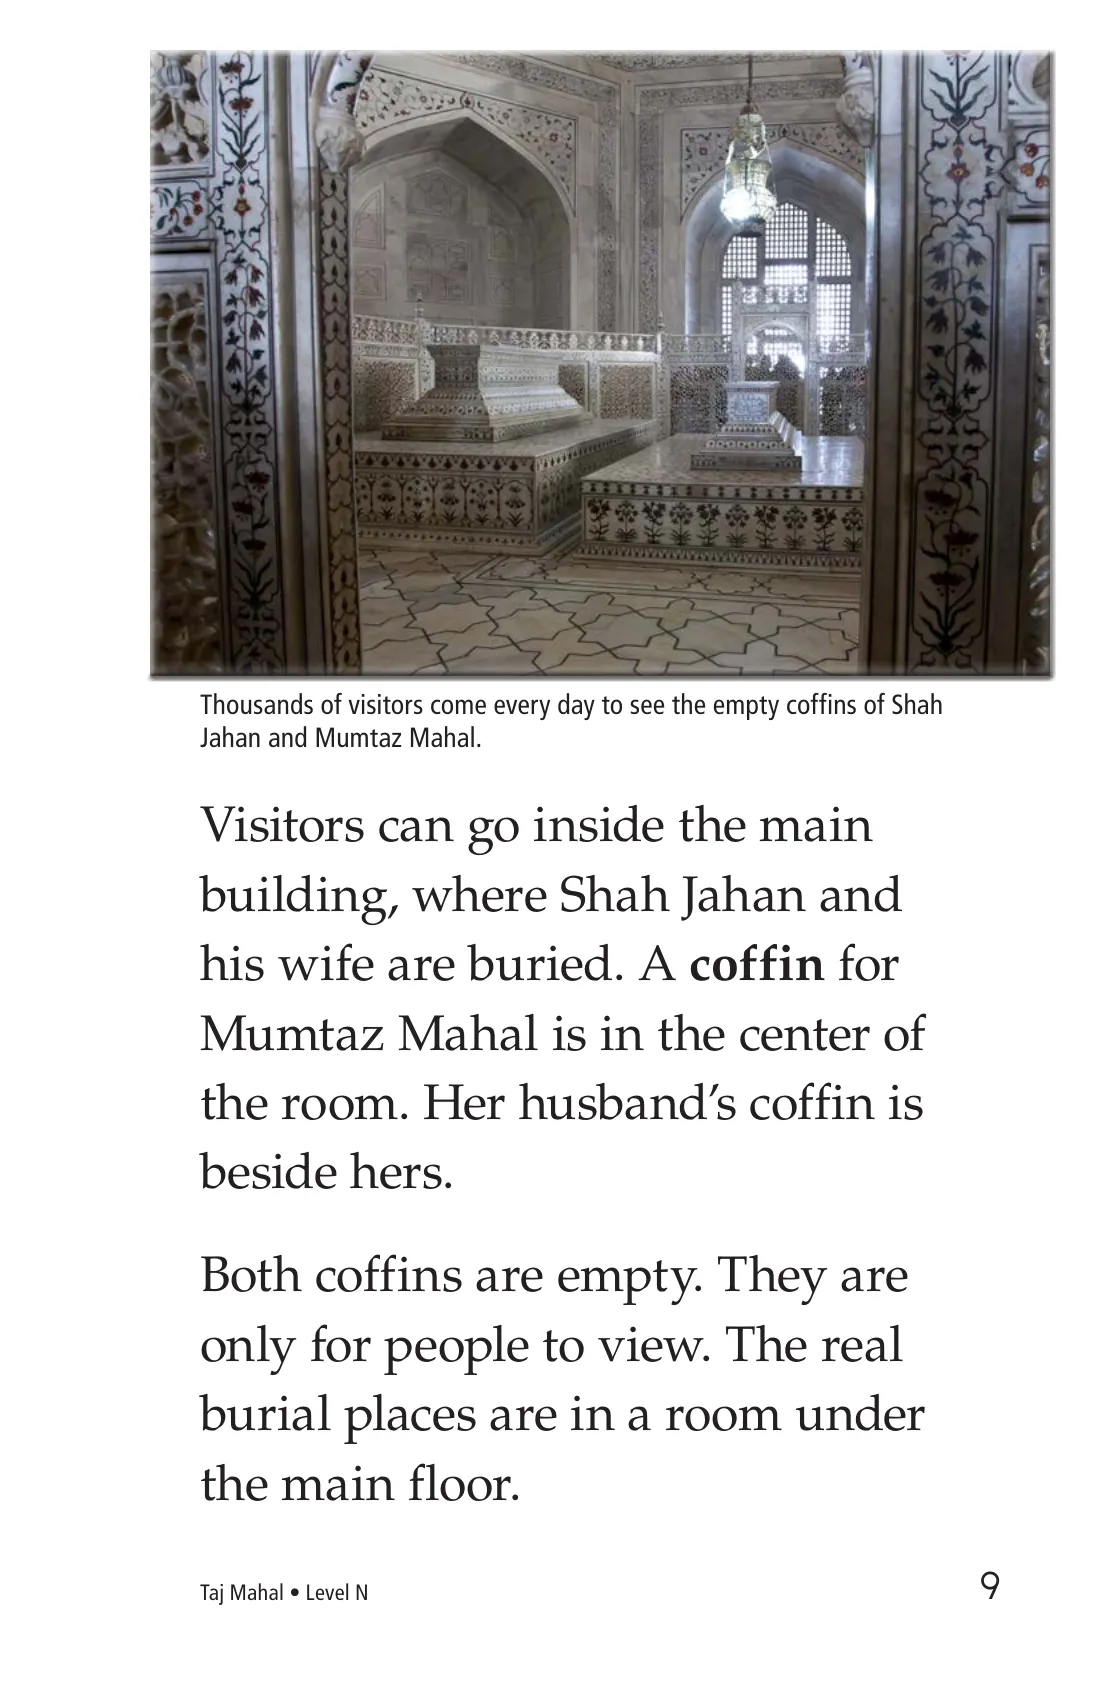 Thousands of visitors come every day to see the empty coffins of Shah
Jahan and Mumtaz Mahal.
Visitors can go inside the main
building, where Shah Jahan and
his wife are buried. A coffin for
Mumtaz Mahal is in the center of
the room. Her husband’s coffin is
beside hers.
Both coffins are empty. They are
only for people to view. The real
burial places are in a room under
the main floor.
Taj Mahal • Level N
9